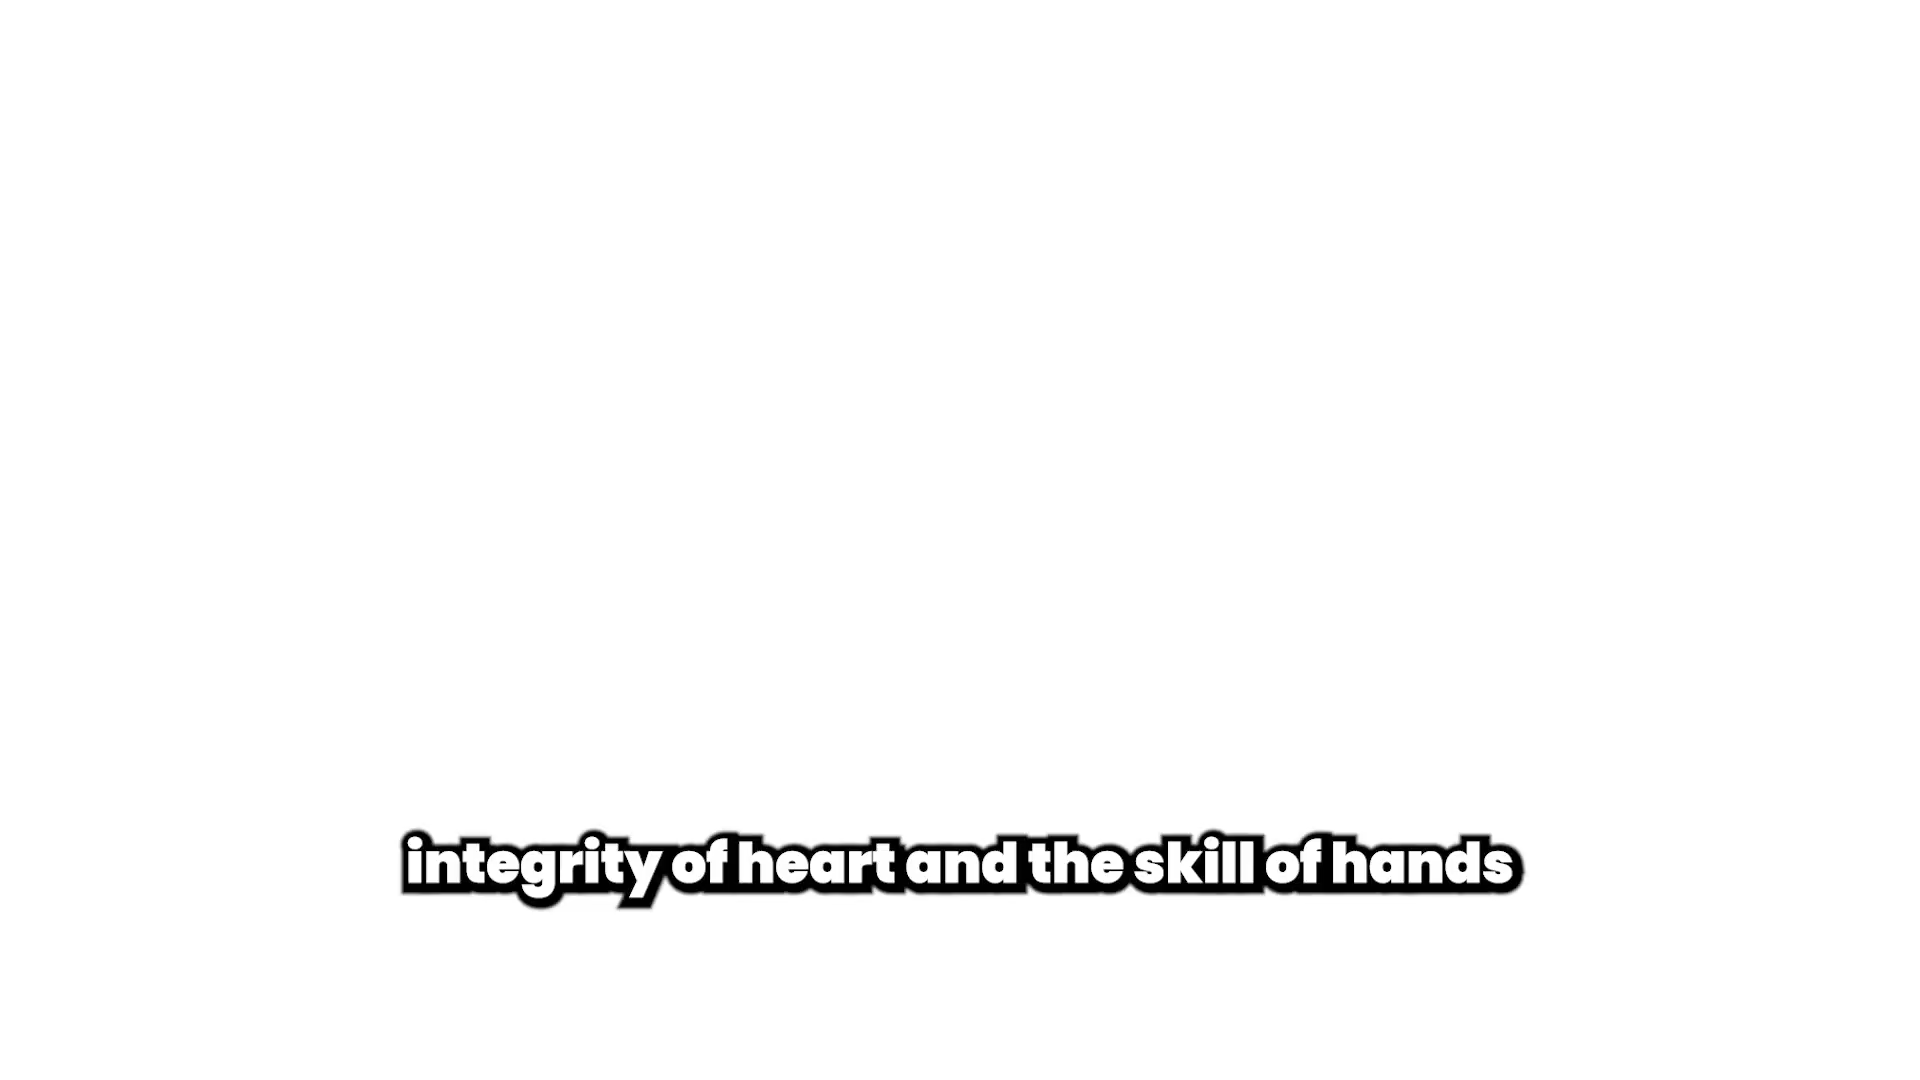 integrity of heart and the skill of hands